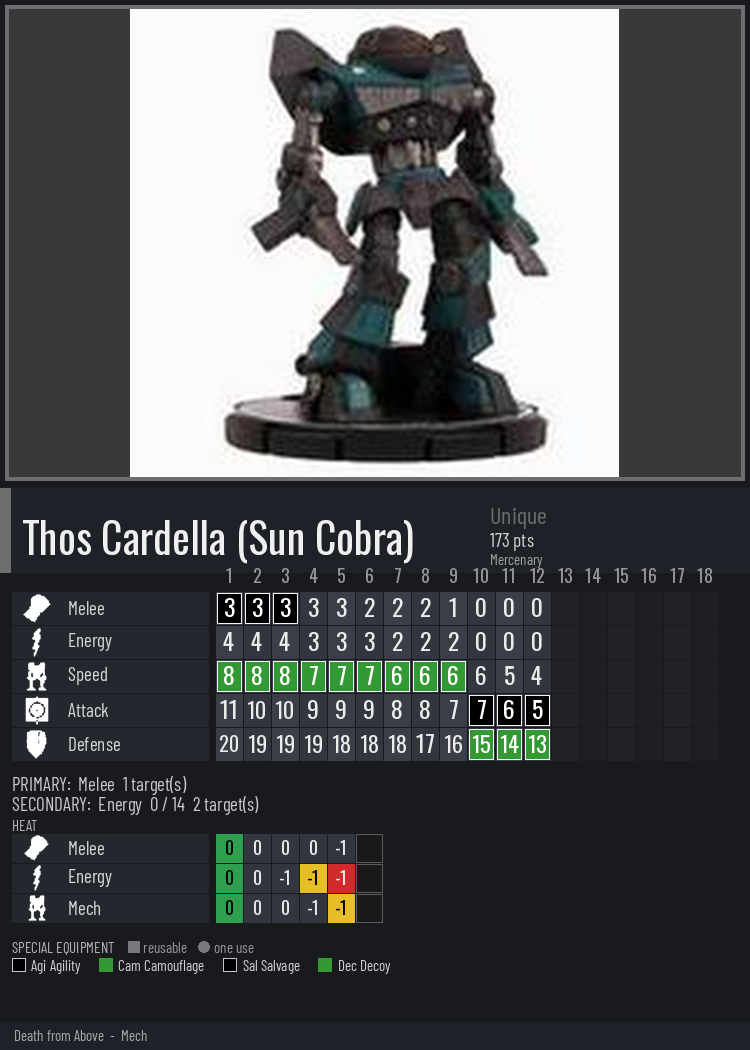 Thos Cardella (Sun Cobra)
Unique
173 pts
Mercenary
1 2 3 4 5 6 7 8 9 10 11 12 13 14 15 16 17 18
Melee 3 3 3 3 3 2 2 2 1 0 0 0
Energy 4 4 4 3 3 3 2 2 2 0 0 0
Speed 8 8 8 7 7 7 6 6 6 6 5 4
Attack 11 10 10 9 9 9 8 8 7 7 6 5
Defense 20 19 19 19 18 18 18 17 16 15 14 13
PRIMARY: Melee 1 target(s)
SECONDARY: Energy 0 / 14 2 target(s)
HEAT
Melee 0 0 0 0 -1
Energy 0 0 -1 -1 -1
Mech 0 0 0 -1 -1
SPECIAL EQUIPMENT reusable one use
Agi Agility Cam Camouflage Sal Salvage Dec Decoy
Death from Above - Mech